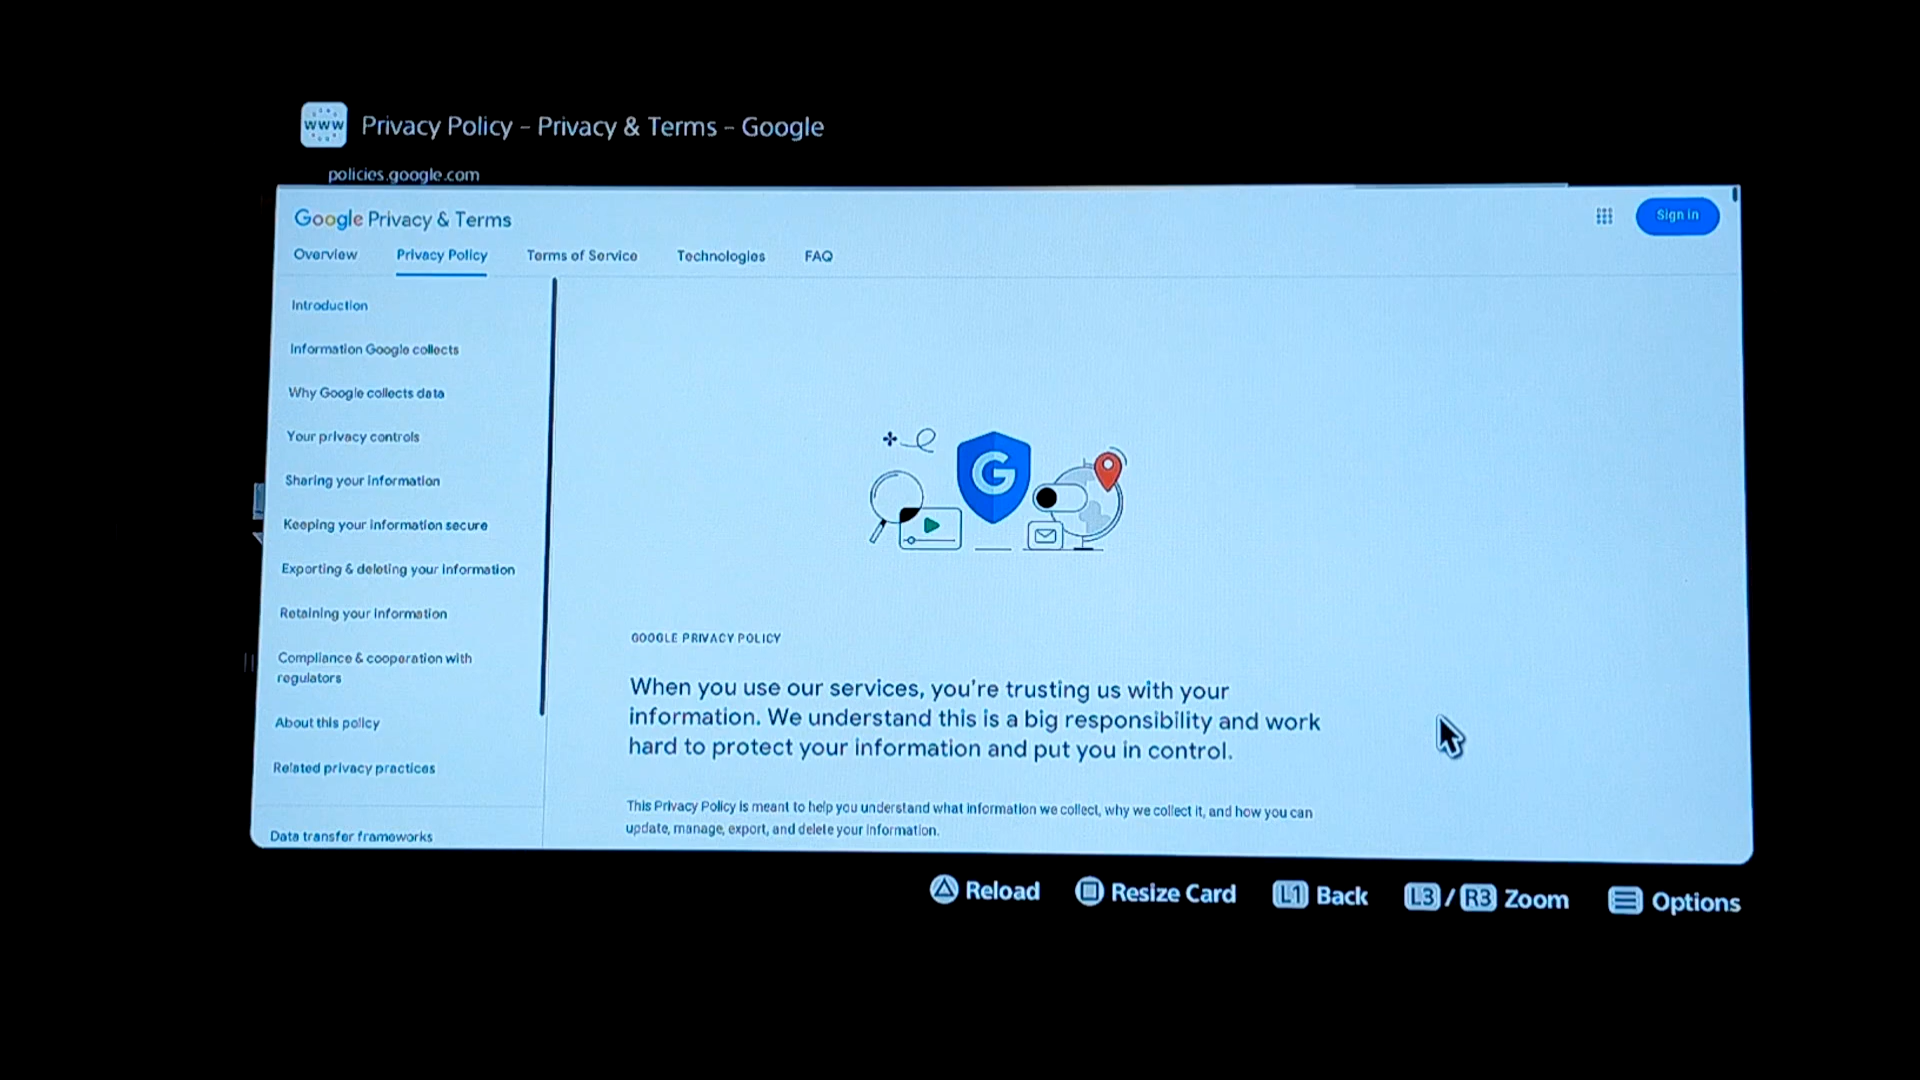 www
Privacy Policy – Privacy & Terms – Google
policies.google.com
Google Privacy & Terms
Sign in
Overview
Privacy Policy
Terms of Service
Technologies
FAQ
Introduction
Information Google collects
Why Google collects data
Your privacy controls
Sharing your information
Keeping your information secure
Exporting & deleting your information
Retaining your information
Compliance & cooperation with
regulators
About this policy
Related privacy practices
Data transfer frameworks
G
GOOGLE PRIVACY POLICY
When you use our services, you're trusting us with your
information. We understand this is a big responsibility and work
hard to protect your information and put you in control.
This Privacy Policy is meant to help you understand what information we collect, why we collect it, and how you can
update, manage, export, and delete your information.
Reload
Resize Card
L1 Back
L3 / R3 Zoom
Options